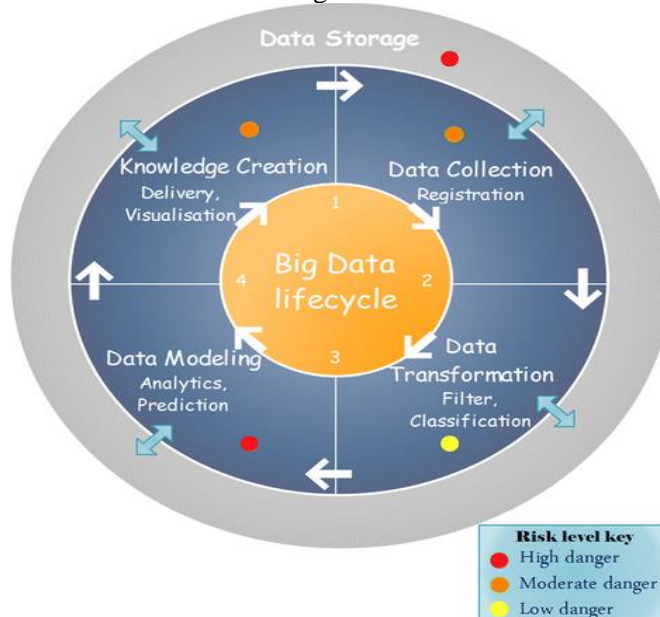 Data Storage
Knowledge Creation
Delivery,
Visualisation
Data Collection
Registration
1
Big Data
lifecycle
4
2
3
Data Modeling
Analytics,
Prediction
Data
Transformation
Filter,
Classification
Risk level key
High danger
Moderate danger
Low danger